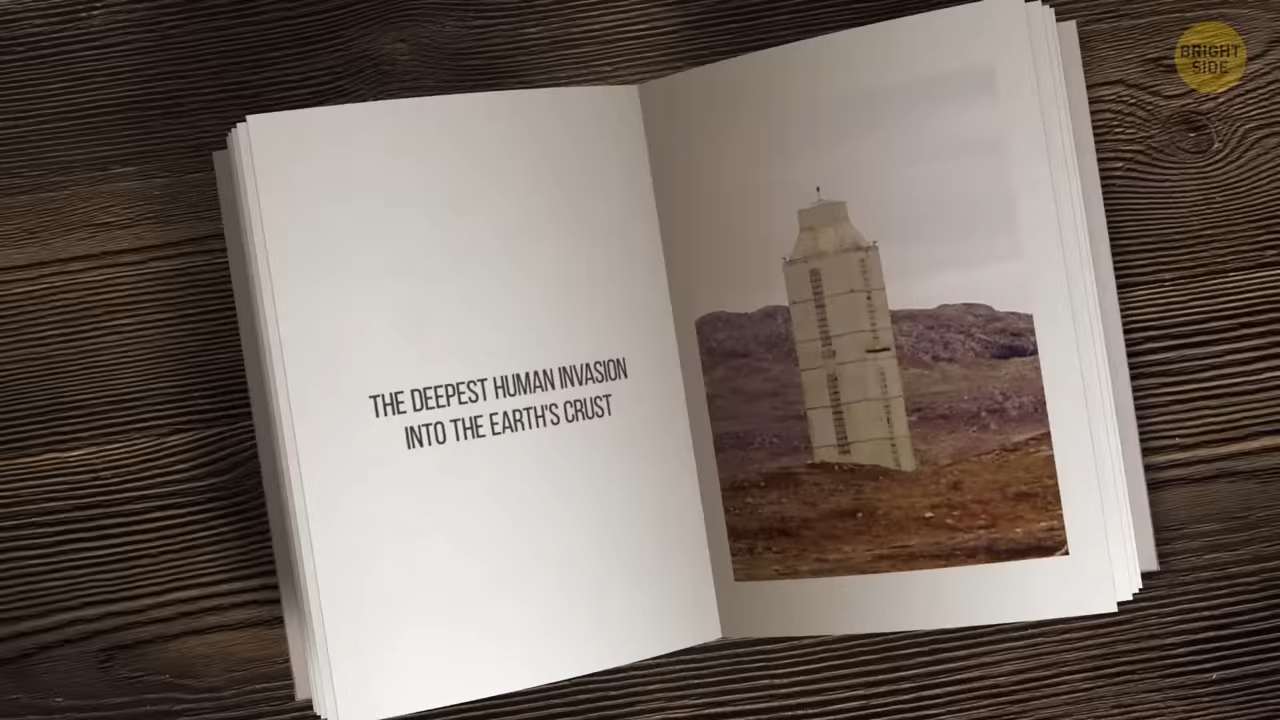 THE DEEPEST HUMAN INVASION
INTO THE EARTH'S CRUST
BRIGHT
SIDE